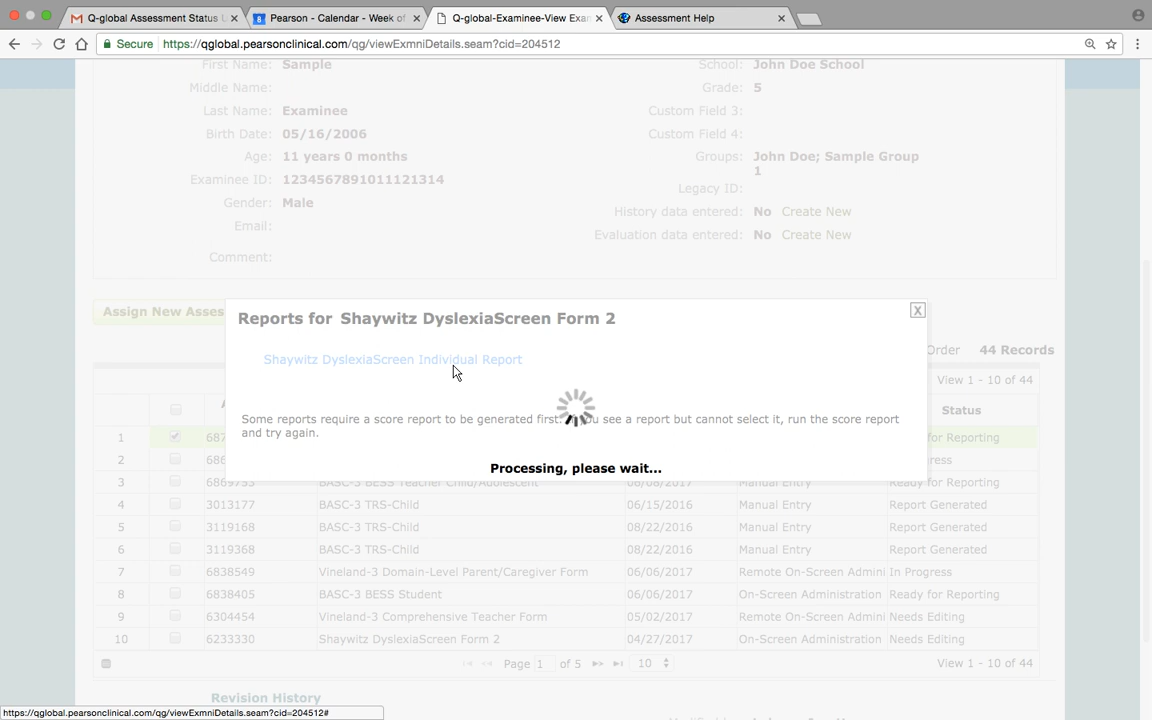 Q-global Assessment Status U
Pearson - Calendar - Week of
Q-global-Examinee-View Exam
Assessment Help
Secure
https://qglobal.pearsonclinical.com/qg/viewExmniDetails.seam?cid=204512
First Name: Sample
School: John Doe School
Middle Name:
Grade: 5
Last Name: Examinee
Custom Field 3:
Birth Date: 05/16/2006
Custom Field 4:
Age: 11 years 0 months
Groups: John Doe; Sample Group
1
Examinee ID: 1234567891011121314
Legacy ID:
Gender: Male
History data entered: No Create New
Email:
Evaluation data entered: No Create New
Comment:
Assign New Asses
Reports for Shaywitz DyslexiaScreen Form 2
X
Order 44 Records
Shaywitz DyslexiaScreen Individual Report
View 1 - 10 of 44
Status
Some reports require a score report to be generated first. see a report but cannot select it, run the score report
and try again.
Processing, please wait...
1 687 for Reporting
2 686 gress
3 6869753 BASC-3 BESS Teacher Child/Adolescent 06/08/2017 Manual Entry Ready for Reporting
4 3013177 BASC-3 TRS-Child 06/15/2016 Manual Entry Report Generated
5 3119168 BASC-3 TRS-Child 08/22/2016 Manual Entry Report Generated
6 3119368 BASC-3 TRS-Child 08/22/2016 Manual Entry Report Generated
7 6838549 Vineland-3 Domain-Level Parent/Caregiver Form 06/06/2017 Remote On-Screen Admini In Progress
8 6838405 BASC-3 BESS Student 06/06/2017 On-Screen Administration Ready for Reporting
9 6304454 Vineland-3 Comprehensive Teacher Form 05/02/2017 Remote On-Screen Admini Needs Editing
10 6233330 Shaywitz DyslexiaScreen Form 2 04/27/2017 On-Screen Administration Needs Editing
Page 1 of 5 10 View 1 - 10 of 44
Revision History
https://qglobal.pearsonclinical.com/qg/viewExmniDetails.seam?cid=204512#